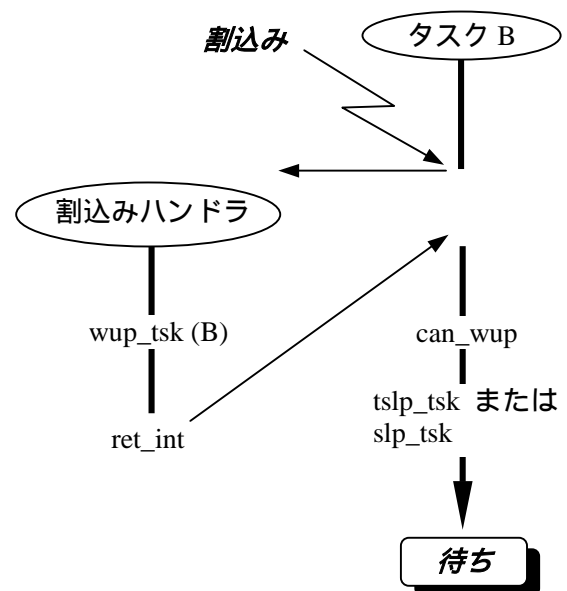 割込み
タスク B
割込みハンドラ
wup_tsk (B)
ret_int
can_wup
tslp_tsk または
slp_tsk
待ち